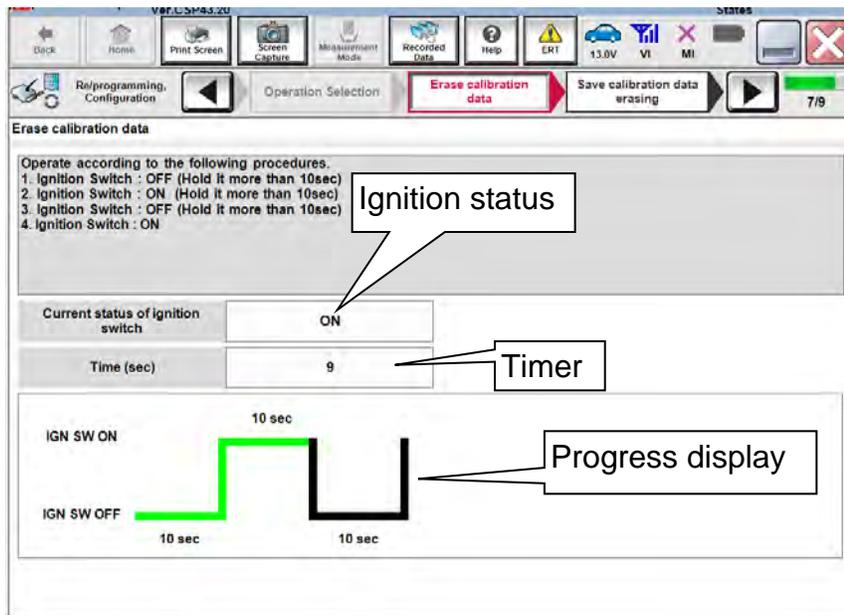 Ver.CSP43.20
States
Back
Home
Print Screen
Screen
Capture
Measurement
Mode
Recorded
Data
Help
ERT
13.0V
VI
MI
Re/programming,
Configuration
Operation Selection
Erase calibration
data
Save calibration data
erasing
7/9
Erase calibration data
Operate according to the following procedures.
1. Ignition Switch : OFF (Hold it more than 10sec)
2. Ignition Switch : ON (Hold it more than 10sec)
3. Ignition Switch : OFF (Hold it more than 10sec)
4. Ignition Switch : ON
Ignition status
Current status of ignition
switch
ON
Time (sec)
9
Timer
10 sec
IGN SW ON
Progress display
IGN SW OFF
10 sec
10 sec